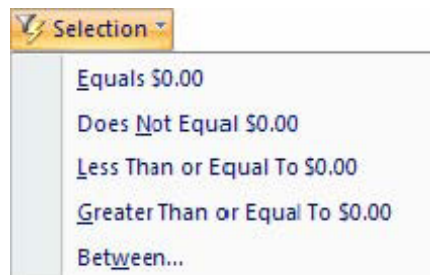 Selection
Equals $0.00
Does Not Equal $0.00
Less Than or Equal To $0.00
Greater Than or Equal To $0.00
Between...